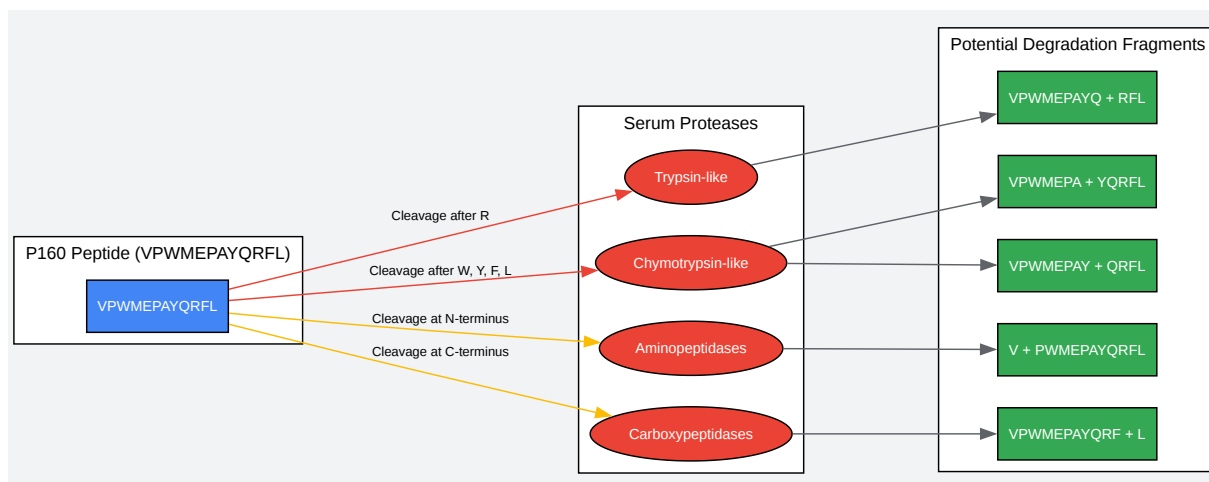 P160 Peptide (VPWMEPAYQRFL)
VPWMEPAYQRFL
Cleavage after R
Cleavage after W, Y, F, L
Cleavage at N-terminus
Cleavage at C-terminus
Serum Proteases
Trypsin-like
Chymotrypsin-like
Aminopeptidases
Carboxypeptidases
Potential Degradation Fragments
VPWMEPAYQ + RFL
VPWMEPA + YQRFL
VPWMEPAY + QRFL
V + PWMEPAYQRFL
VPWMEPAYQRF + L